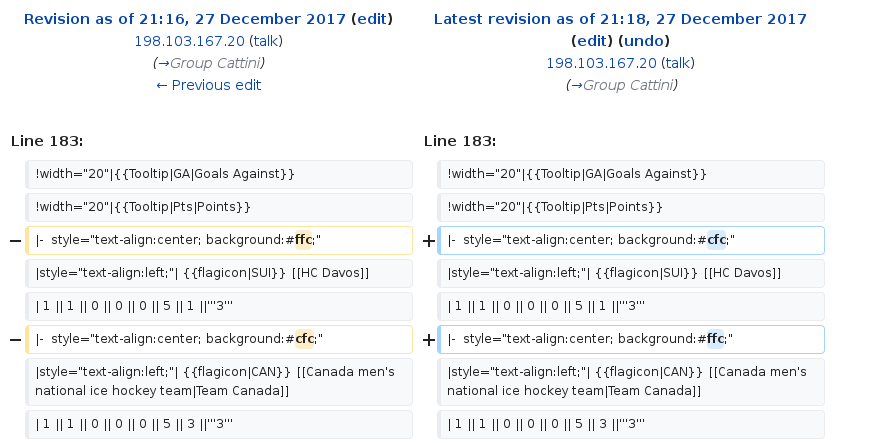 Revision as of 21:16, 27 December 2017 (edit)
198.103.167.20 (talk)
(→Group Cattini)
← Previous edit
Latest revision as of 21:18, 27 December 2017
(edit) (undo)
198.103.167.20 (talk)
(→Group Cattini)
Line 183:
Line 183:
!width="20"|{{Tooltip|GA|Goals Against}}
!width="20"|{{Tooltip|GA|Goals Against}}
!width="20"|{{Tooltip|Pts|Points}}
!width="20"|{{Tooltip|Pts|Points}}
− |-  style="text-align:center; background:#ffc;"
+ |-  style="text-align:center; background:#cfc;"
|style="text-align:left;"| {{flagicon|SUI}} [[HC Davos]]
|style="text-align:left;"| {{flagicon|SUI}} [[HC Davos]]
| 1 || 1 || 0 || 0 || 0 || 5 || 1 ||'''3'''
| 1 || 1 || 0 || 0 || 0 || 5 || 1 ||'''3'''
− |-  style="text-align:center; background:#cfc;"
+ |-  style="text-align:center; background:#ffc;"
|style="text-align:left;"| {{flagicon|CAN}} [[Canada men's
national ice hockey team|Team Canada]]
|style="text-align:left;"| {{flagicon|CAN}} [[Canada men's
national ice hockey team|Team Canada]]
| 1 || 1 || 0 || 0 || 0 || 5 || 3 ||'''3'''
| 1 || 1 || 0 || 0 || 0 || 5 || 3 ||'''3'''